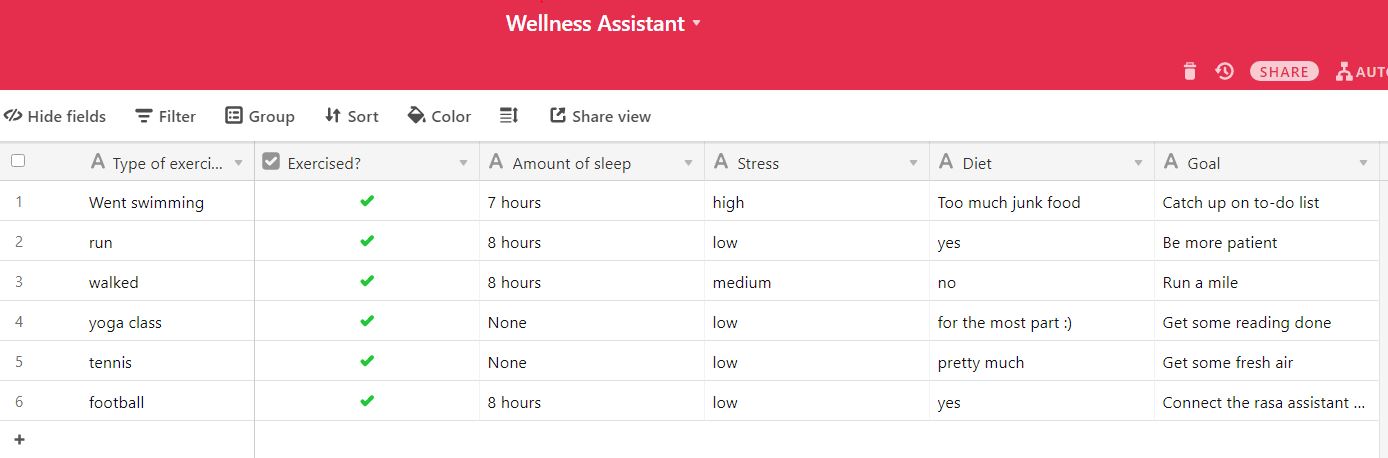 Wellness Assistant
SHARE AUTO
Hide fields Filter Group Sort Color Share view
Type of exerci... Exercised? Amount of sleep Stress Diet Goal
1 Went swimming 7 hours high Too much junk food Catch up on to-do list
2 run 8 hours low yes Be more patient
3 walked 8 hours medium no Run a mile
4 yoga class None low for the most part :) Get some reading done
5 tennis None low pretty much Get some fresh air
6 football 8 hours low yes Connect the rasa assistant ...
+